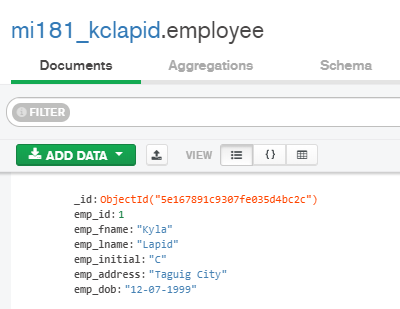 mi181_kclapid.employee
Documents Aggregations Schema
FILTER
ADD DATA VIEW { }
_id: ObjectId("5e167891c9307fe035d4bc2c")
emp_id: 1
emp_fname: "Kyla"
emp_lname: "Lapid"
emp_initial: "C"
emp_address: "Taguig City"
emp_dob: "12-07-1999"